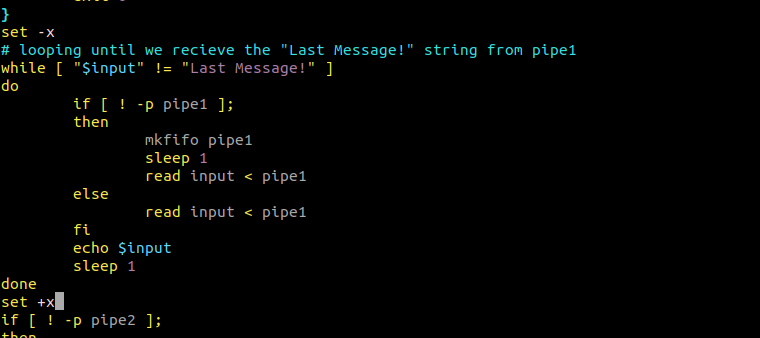 }
set -x
# looping until we recieve the "Last Message!" string from pipe1
while [ "$input" != "Last Message!" ]
do
        if [ ! -p pipe1 ];
        then
                mkfifo pipe1
                sleep 1
                read input < pipe1
        else
                read input < pipe1
        fi
        echo $input
        sleep 1
done
set +x
if [ ! -p pipe2 ];
then